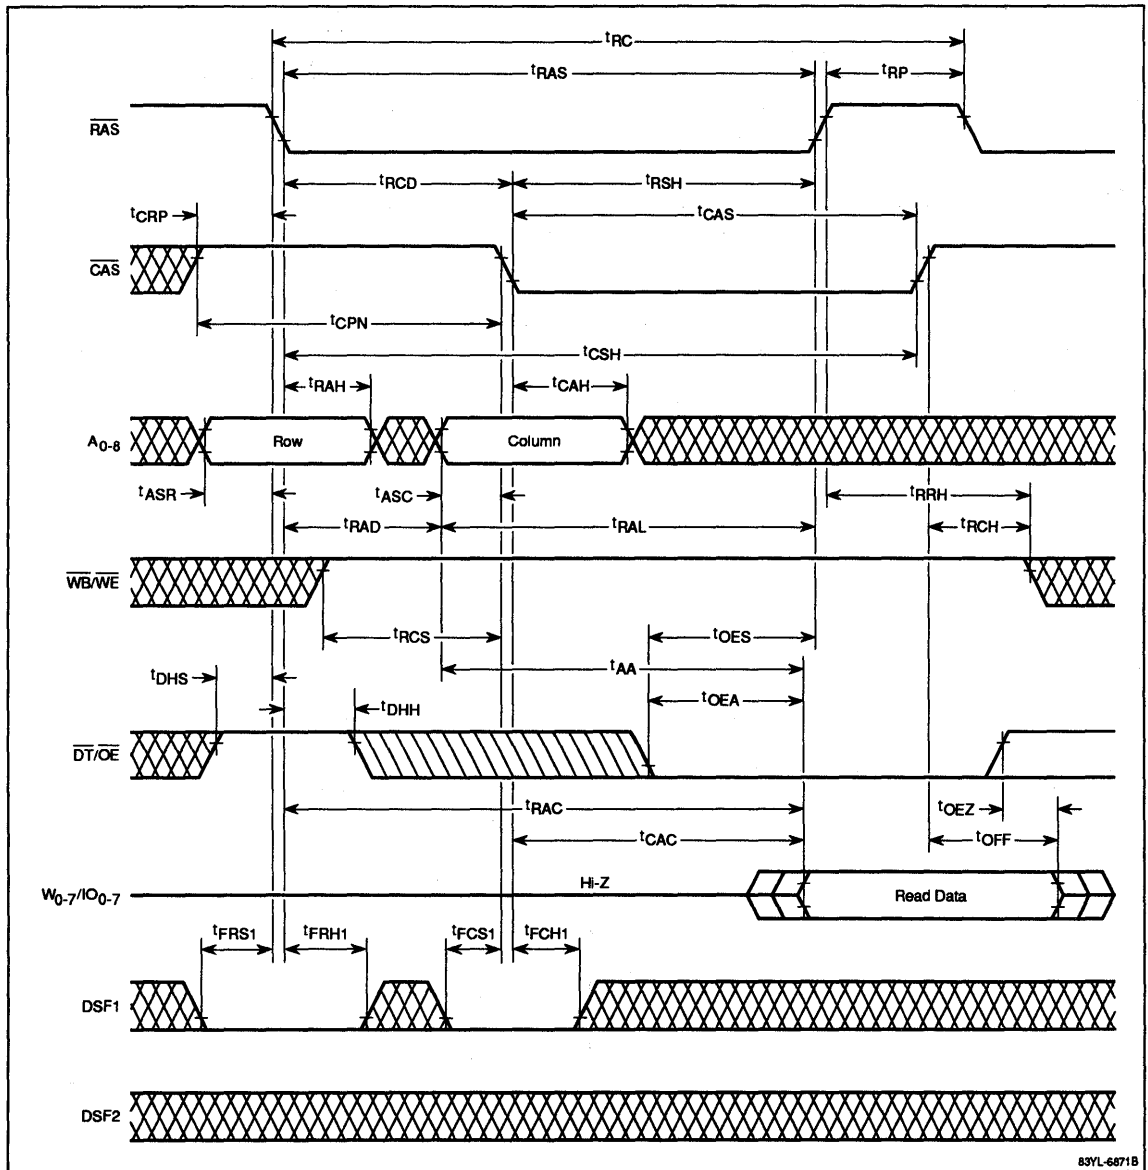 tRC
tRAS
tRP
RAS
tRCD
tRSH
tCRP
tCAS
CAS
tCPN
tCSH
tRAH
tCAH
A0-8
Row
Column
tASR
tASC
tRRH
tRAD
tRAL
tRCH
WB/WE
tRCS
tOES
tAA
tDHS
tDHH
tOEA
DT/OE
tRAC
tOEZ
tCAC
tOFF
Hi-Z
W0-7/IO0-7
Read Data
tFRS1
tFRH1
tFCS1
tFCH1
DSF1
DSF2
83YL-6871B